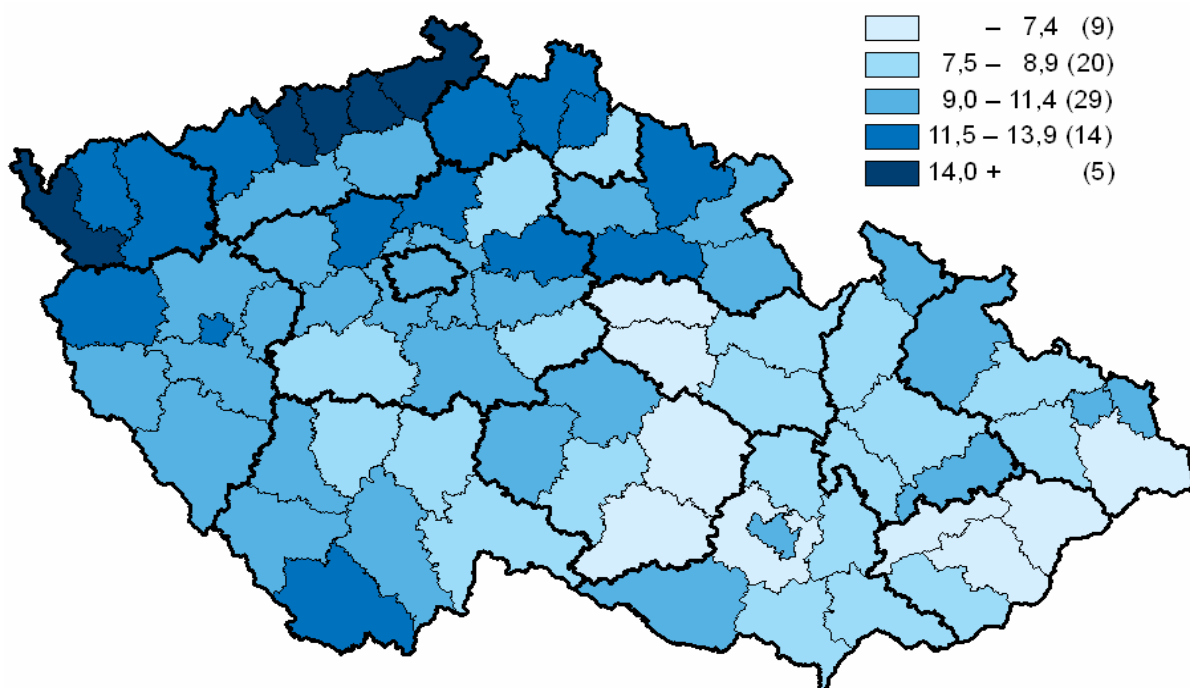 – 7,4 (9)
7,5 – 8,9 (20)
9,0 – 11,4 (29)
11,5 – 13,9 (14)
14,0 + (5)